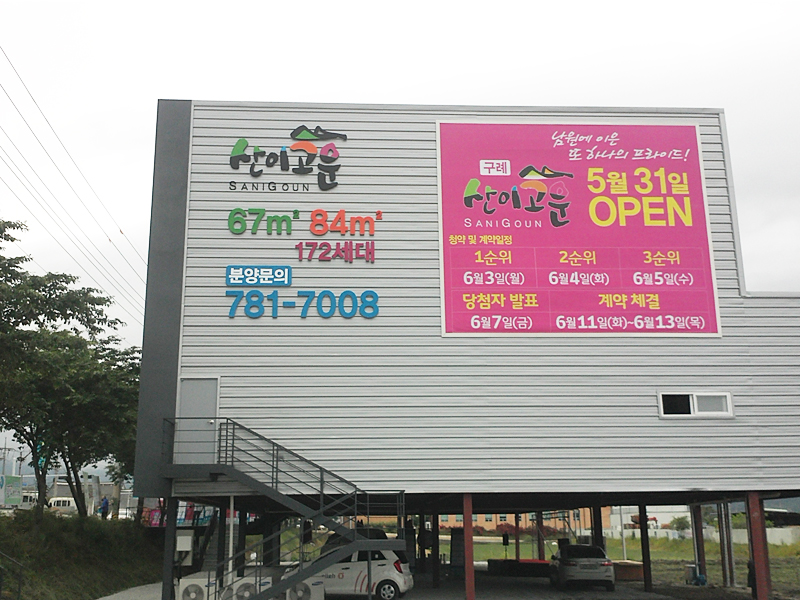 산이고운
SANIGOUN
67㎡ 84㎡
172세대
분양문의
781-7008
남원에 이은
또 하나의 프라이드!
구례
산이고운
SANIGOUN
5월 31일
OPEN
청약 및 계약일정
1순위 2순위 3순위
6월 3일(월) 6월 4일(화) 6월 5일(수)
당첨자 발표 계약 체결
6월 7일(금) 6월 11일(화)~6월 13일(목)